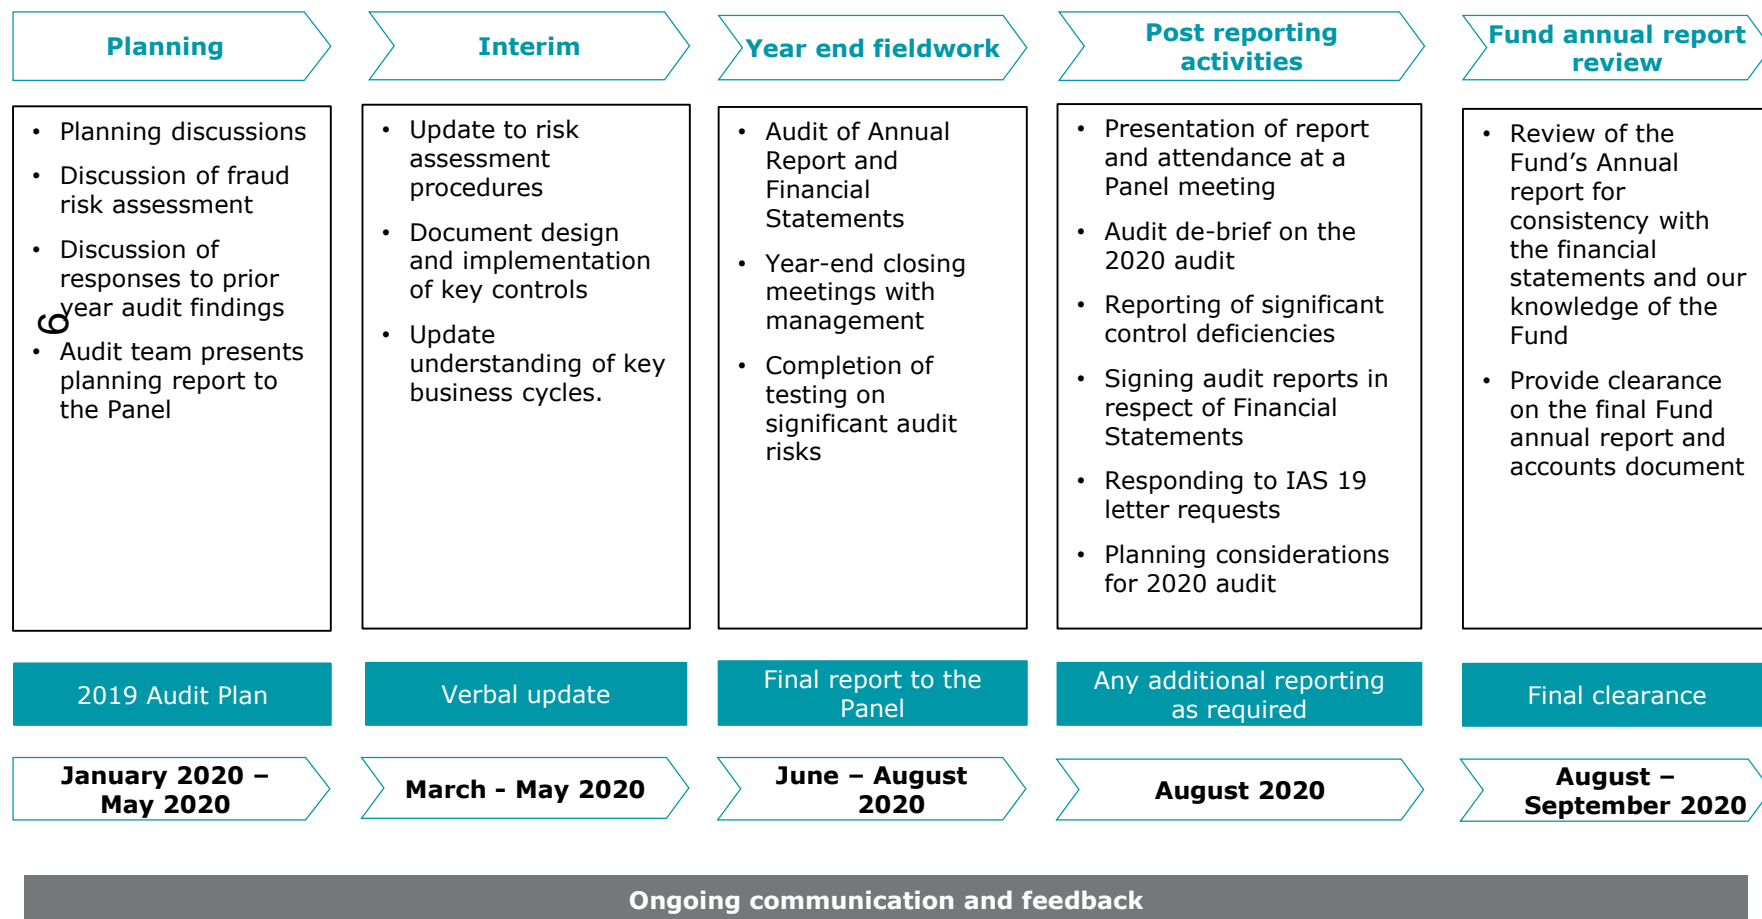 Planning
Interim
Year end fieldwork
Post reporting
activities
Fund annual report
review
• Planning discussions
• Discussion of fraud
risk assessment
• Discussion of
responses to prior
year audit findings
• Audit team presents
planning report to
the Panel
6
• Update to risk
assessment
procedures
• Document design
and implementation
of key controls
• Update
understanding of key
business cycles.
• Audit of Annual
Report and
Financial
Statements
• Year-end closing
meetings with
management
• Completion of
testing on
significant audit
risks
• Presentation of report
and attendance at a
Panel meeting
• Audit de-brief on the
2020 audit
• Reporting of significant
control deficiencies
• Signing audit reports in
respect of Financial
Statements
• Responding to IAS 19
letter requests
• Planning considerations
for 2020 audit
• Review of the
Fund’s Annual
report for
consistency with
the financial
statements and our
knowledge of the
Fund
• Provide clearance
on the final Fund
annual report and
accounts document
2019 Audit Plan
Verbal update
Final report to the
Panel
Any additional reporting
as required
Final clearance
January 2020 –
May 2020
March - May 2020
June – August
2020
August 2020
August –
September 2020
Ongoing communication and feedback